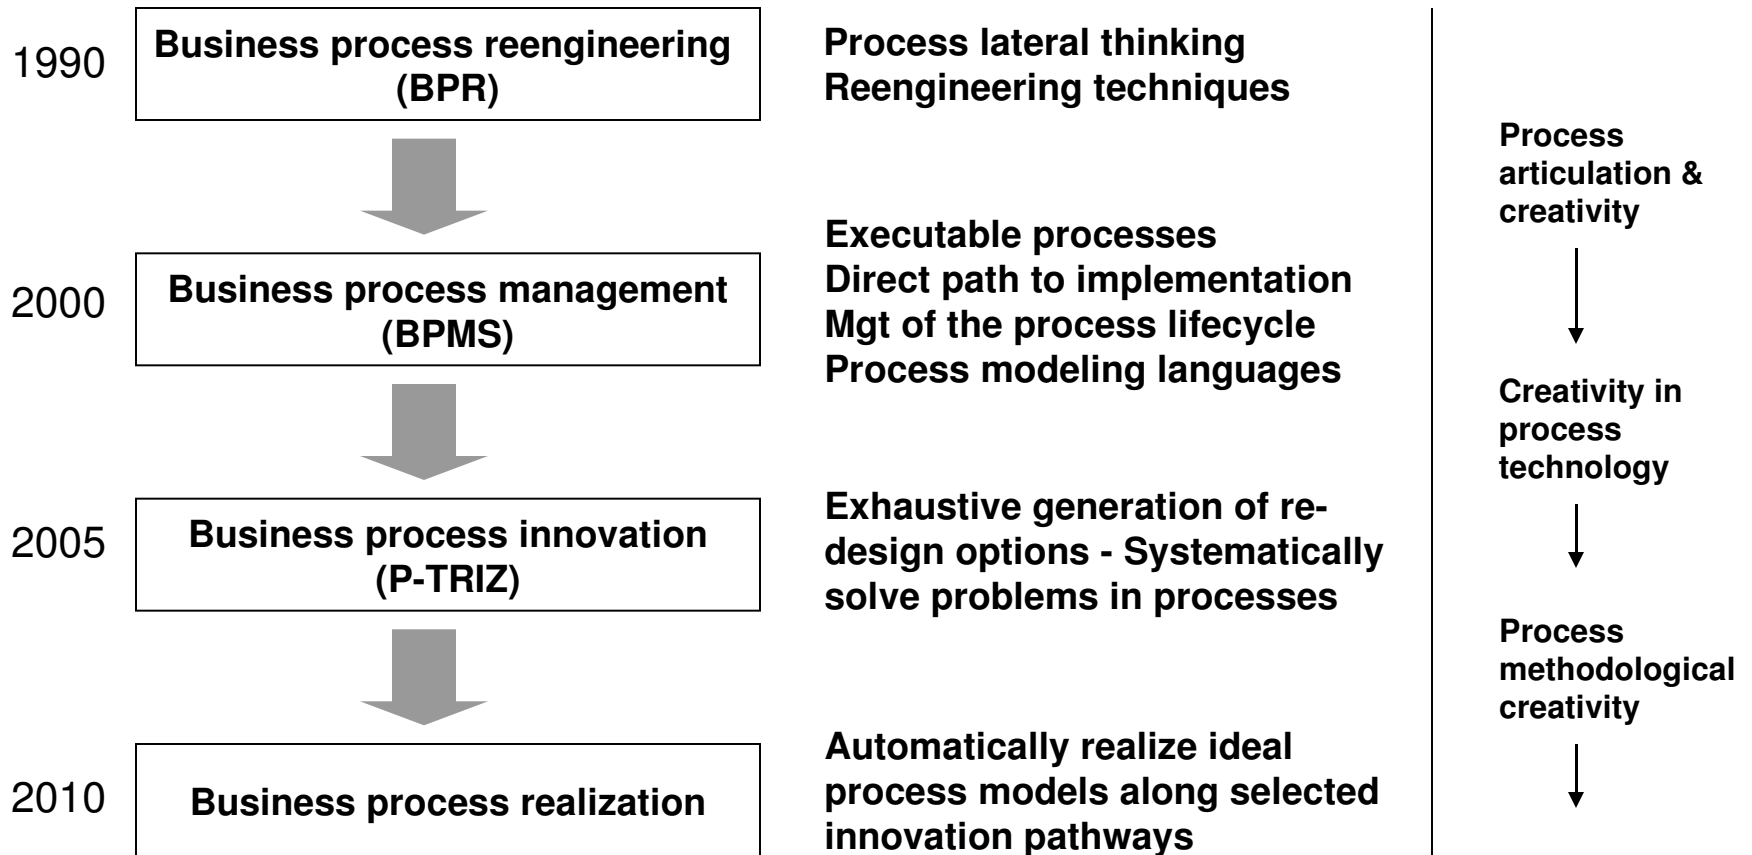 1990
Business process reengineering
(BPR)
Process lateral thinking
Reengineering techniques
Process
articulation &
creativity
2000
Business process management
(BPMS)
Executable processes
Direct path to implementation
Mgt of the process lifecycle
Process modeling languages
Creativity in
process
technology
2005
Business process innovation
(P-TRIZ)
Exhaustive generation of re-
design options - Systematically
solve problems in processes
Process
methodological
creativity
2010
Business process realization
Automatically realize ideal
process models along selected
innovation pathways